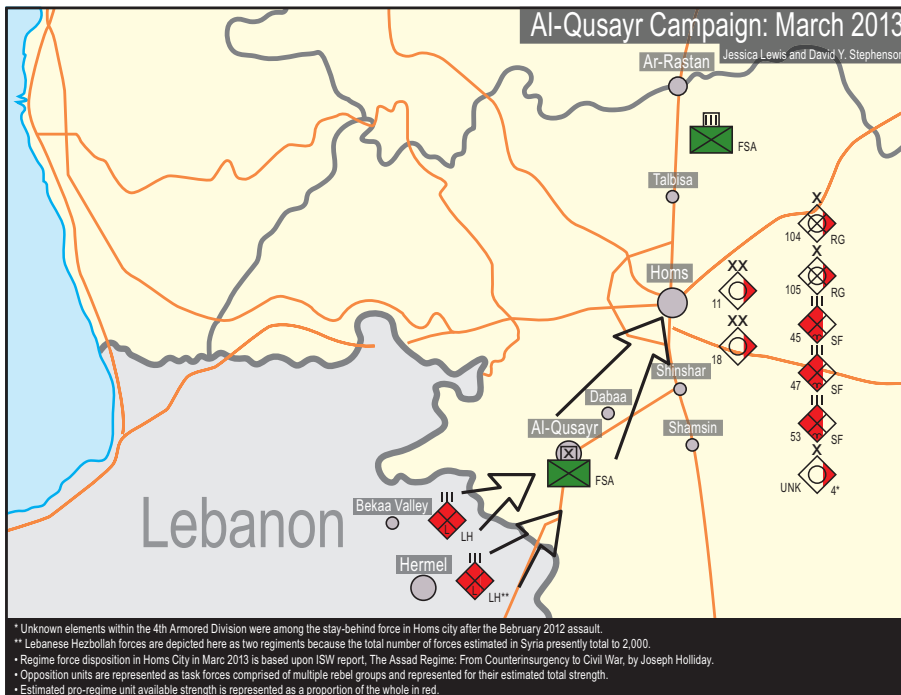 Al-Qusayr Campaign: March 2013
Jessica Lewis and David Y. Stephenson
Ar-Rastan
III
FSA
Talbisa
X
104 RG
Homs
XX
11
X
105 RG
III
45 SF
XX
18
III
47 SF
Shinshar
Dabaa
Al-Qusayr
X
FSA
Shamsin
III
53 SF
X
UNK 4*
Bekaa Valley
III
L
LH
Lebanon
Hermel
III
L
LH**
* Unknown elements within the 4th Armored Division were among the stay-behind force in Homs city after the Bebruary 2012 assault.
** Lebanese Hezbollah forces are depicted here as two regiments because the total number of forces estimated in Syria presently total to 2,000.
• Regime force disposition in Homs City in Marc 2013 is based upon ISW report, The Assad Regime: From Counterinsurgency to Civil War, by Joseph Holliday.
• Opposition units are represented as task forces comprised of multiple rebel groups and represented for their estimated total strength.
• Estimated pro-regime unit available strength is represented as a proportion of the whole in red.